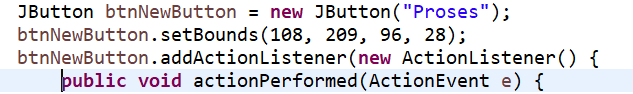 JButton btnNewButton = new JButton("Proses");
btnNewButton.setBounds(108, 209, 96, 28);
btnNewButton.addActionListener(new ActionListener() {
public void actionPerformed(ActionEvent e) {